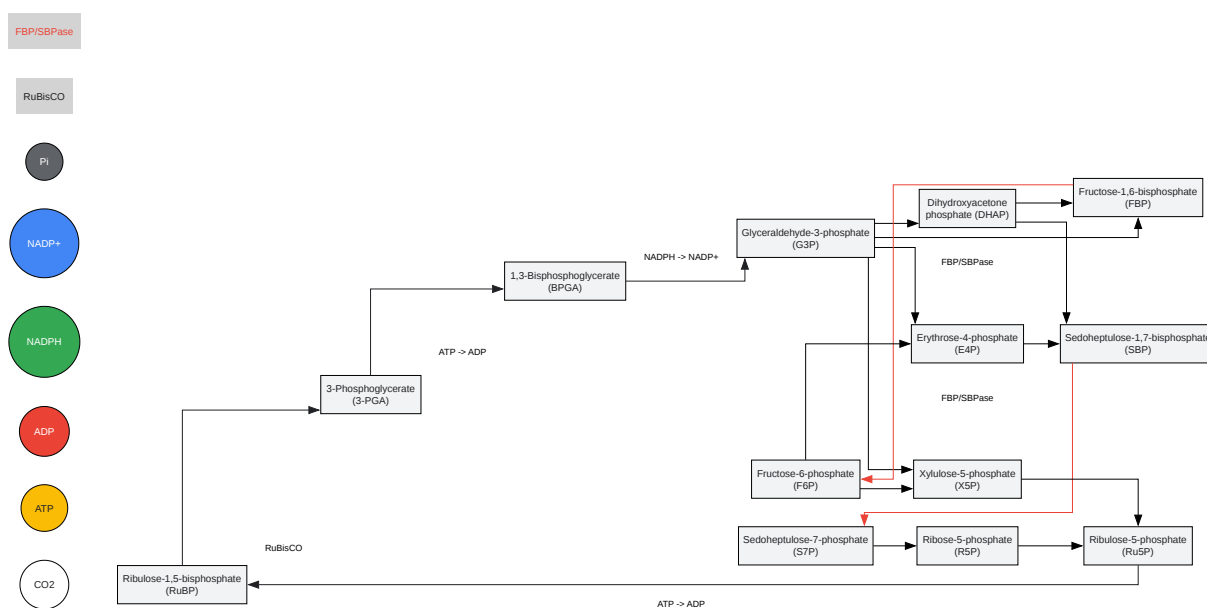 FBP/SBPase
RuBisCO
Pi
NADP+
NADPH
ADP
ATP
CO2
Ribulose-1,5-bisphosphate
(RuBP)
RuBisCO
3-Phosphoglycerate
(3-PGA)
ATP -> ADP
1,3-Bisphosphoglycerate
(BPGA)
NADPH -> NADP+
Glyceraldehyde-3-phosphate
(G3P)
Dihydroxyacetone
phosphate (DHAP)
Fructose-1,6-bisphosphate
(FBP)
FBP/SBPase
Erythrose-4-phosphate
(E4P)
Sedoheptulose-1,7-bisphosphate
(SBP)
FBP/SBPase
Fructose-6-phosphate
(F6P)
Xylulose-5-phosphate
(X5P)
Sedoheptulose-7-phosphate
(S7P)
Ribose-5-phosphate
(R5P)
Ribulose-5-phosphate
(Ru5P)
ATP -> ADP